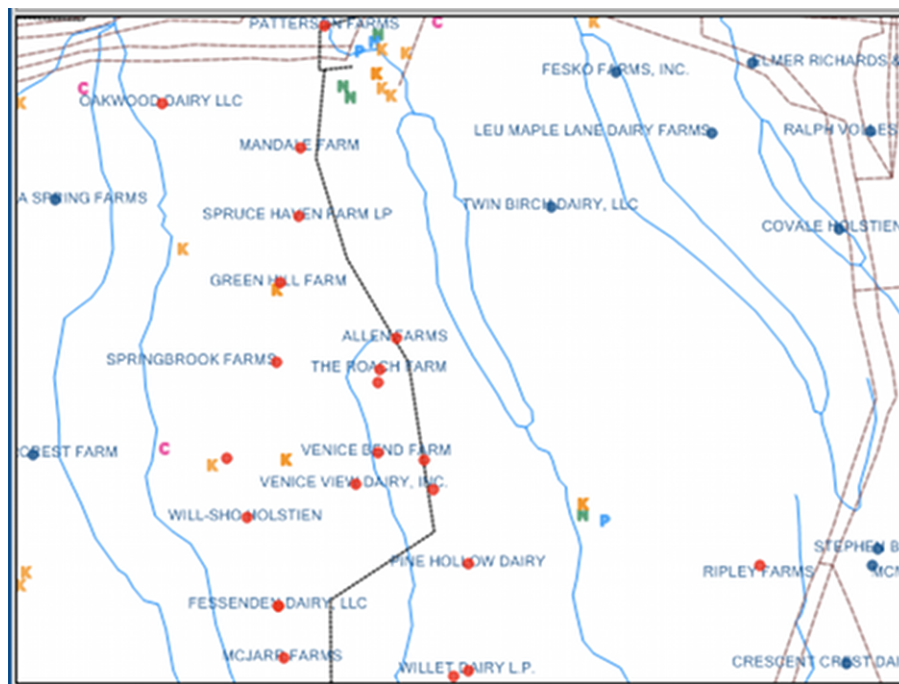 PATTERSON FARMS
C
N
N
P
K
K
K
FESKO FARMS, INC.
ELMER RICHARDS &
K
K
K
C
N
N
K
OAKWOOD DAIRY LLC
LEU MAPLE LANE DAIRY FARMS
MANDALE FARM
A SPRING FARMS
SPRUCE HAVEN FARM LP
TWIN BIRCH DAIRY, LLC
COVALE HOLSTIEN
K
GREEN HILL FARM
K
ALLEN FARMS
SPRINGBROOK FARMS
THE ROACH FARM
C
CREST FARM
VENICE BEND FARM
K
K
VENICE VIEW DAIRY, INC.
K
N
P
WILL-SHO HOLSTIEN
STEPHEN B
PINE HOLLOW DAIRY
K
K
RIPLEY FARMS
MCM
FESSENDEN DAIRY, LLC
MCJARR FARMS
WILLET DAIRY L.P.
CRESCENT CREST DAI